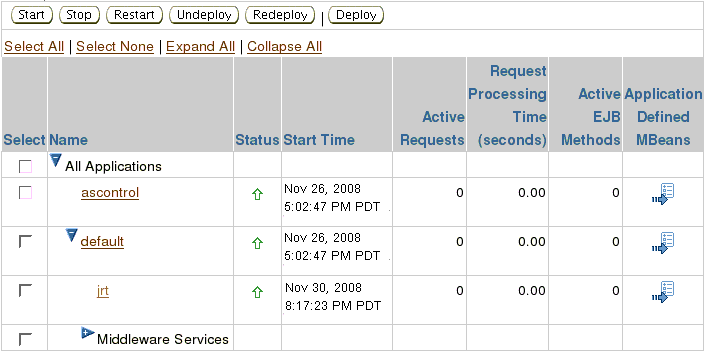 Start Stop Restart Undeploy Redeploy | Deploy
Select All | Select None | Expand All | Collapse All
Select Name Status Start Time Active Requests Request Processing Time (seconds) Active EJB Methods Application Defined MBeans
All Applications
ascontrol Nov 26, 2008 5:02:47 PM PDT 0 0.00 0
default Nov 26, 2008 5:02:47 PM PDT 0 0.00 0
jrt Nov 30, 2008 8:17:23 PM PDT 0 0.00 0
Middleware Services